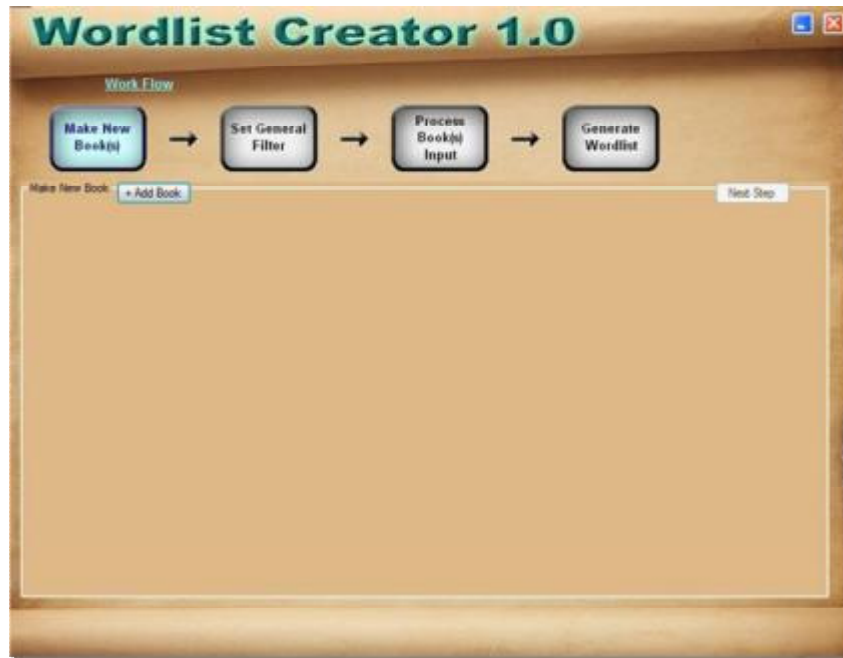 Wordlist Creator 1.0
Work Flow
Make New
Book(s)
Set General
Filter
Process
Book(s)
Input
Generate
Wordlist
Make New Book
+ Add Book
Next Step